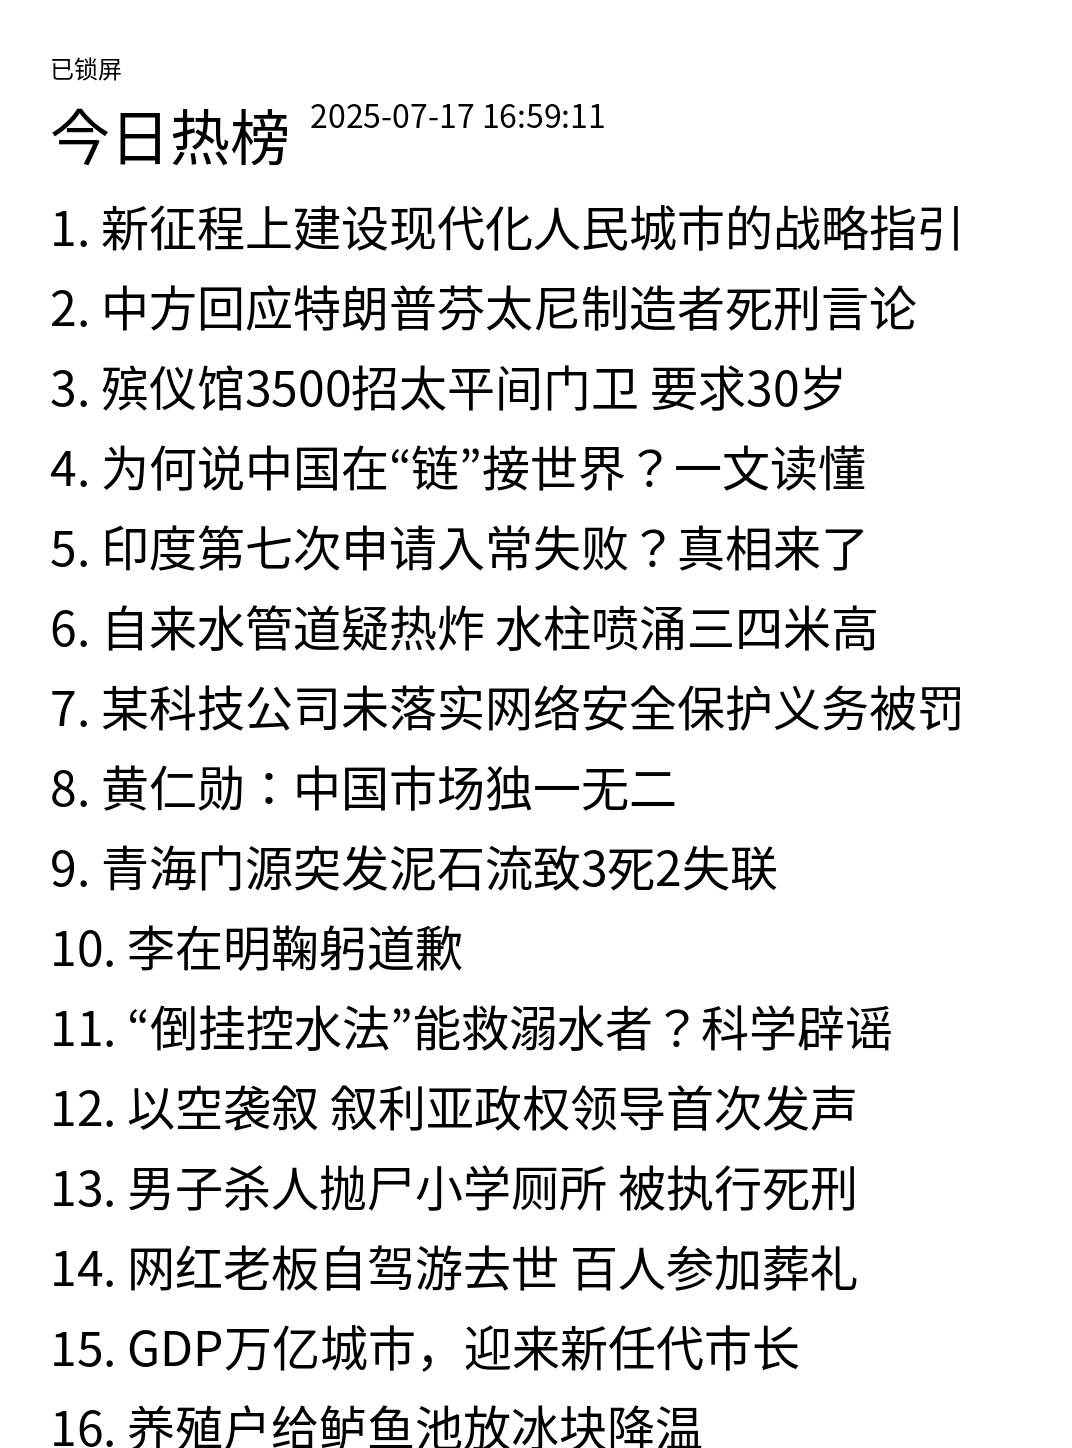 已锁屏
今日热榜 2025-07-17 16:59:11
1. 新征程上建设现代化人民城市的战略指引
2. 中方回应特朗普芬太尼制造者死刑言论
3. 殡仪馆3500招太平间门卫 要求30岁
4. 为何说中国在“链”接世界？一文读懂
5. 印度第七次申请入常失败？真相来了
6. 自来水管道疑热炸 水柱喷涌三四米高
7. 某科技公司未落实网络安全保护义务被罚
8. 黄仁勋：中国市场独一无二
9. 青海门源突发泥石流致3死2失联
10. 李在明鞠躬道歉
11. “倒挂控水法”能救溺水者？科学辟谣
12. 以空袭叙 叙利亚政权领导首次发声
13. 男子杀人抛尸小学厕所 被执行死刑
14. 网红老板自驾游去世 百人参加葬礼
15. GDP万亿城市，迎来新任代市长
16. 养殖户给鲈鱼池放冰块降温